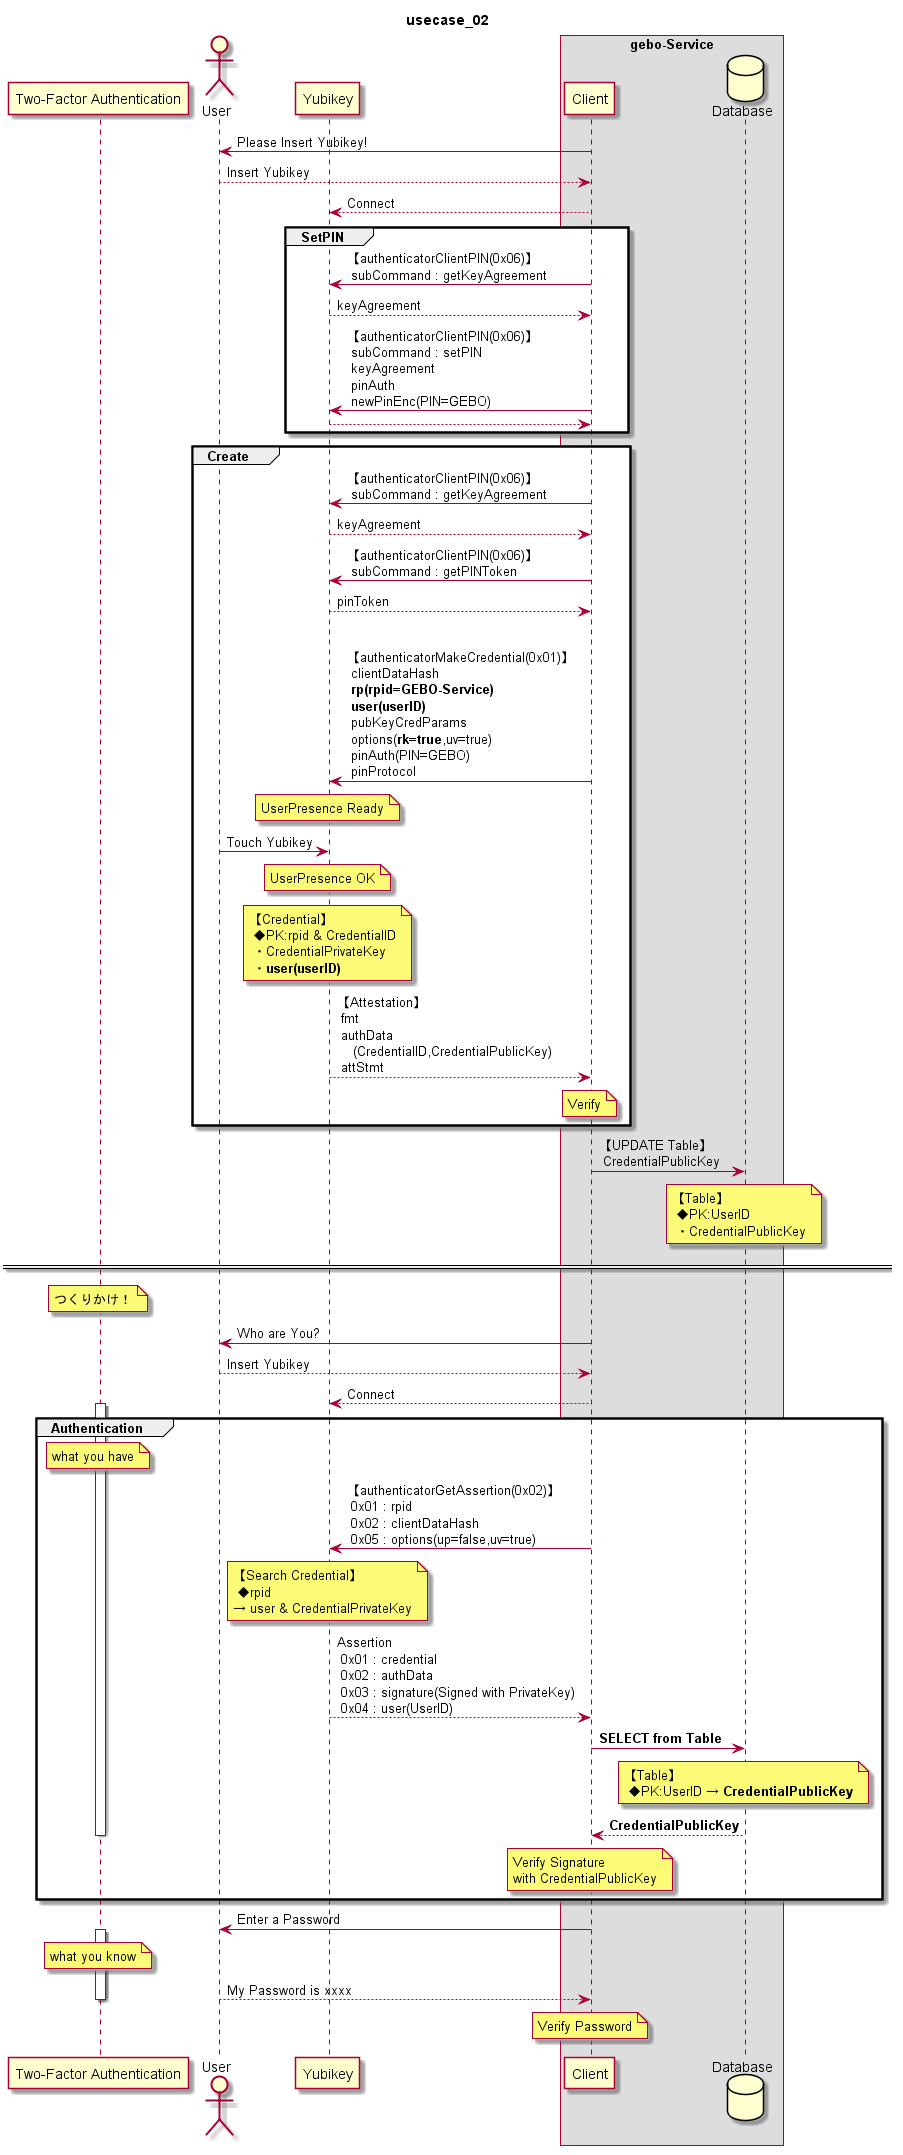 usecase_02
gebo-Service
Two-Factor Authentication
User
Yubikey
Client
Database
Please Insert Yubikey!
Insert Yubikey
Connect
SetPIN
【authenticatorClientPIN(0x06)】
subCommand : getKeyAgreement
keyAgreement
【authenticatorClientPIN(0x06)】
subCommand : setPIN
keyAgreement
pinAuth
newPinEnc(PIN=GEBO)
Create
【authenticatorClientPIN(0x06)】
subCommand : getKeyAgreement
keyAgreement
【authenticatorClientPIN(0x06)】
subCommand : getPINToken
pinToken
【authenticatorMakeCredential(0x01)】
clientDataHash
rp(rpid=GEBO-Service)
user(userID)
pubKeyCredParams
options(rk=true,uv=true)
pinAuth(PIN=GEBO)
pinProtocol
UserPresence Ready
Touch Yubikey
UserPresence OK
【Credential】
◆PK:rpid & CredentialID
・CredentialPrivateKey
・user(userID)
【Attestation】
fmt
authData
(CredentialID,CredentialPublicKey)
attStmt
Verify
【UPDATE Table】
CredentialPublicKey
【Table】
◆PK:UserID
・CredentialPublicKey
つくりかけ！
Who are You?
Insert Yubikey
Connect
Authentication
what you have
【authenticatorGetAssertion(0x02)】
0x01 : rpid
0x02 : clientDataHash
0x05 : options(up=false,uv=true)
【Search Credential】
◆rpid
→ user & CredentialPrivateKey
Assertion
0x01 : credential
0x02 : authData
0x03 : signature(Signed with PrivateKey)
0x04 : user(UserID)
SELECT from Table
【Table】
◆PK:UserID → CredentialPublicKey
CredentialPublicKey
Verify Signature
with CredentialPublicKey
Enter a Password
what you know
My Password is xxxx
Verify Password
Two-Factor Authentication
User
Yubikey
Client
Database